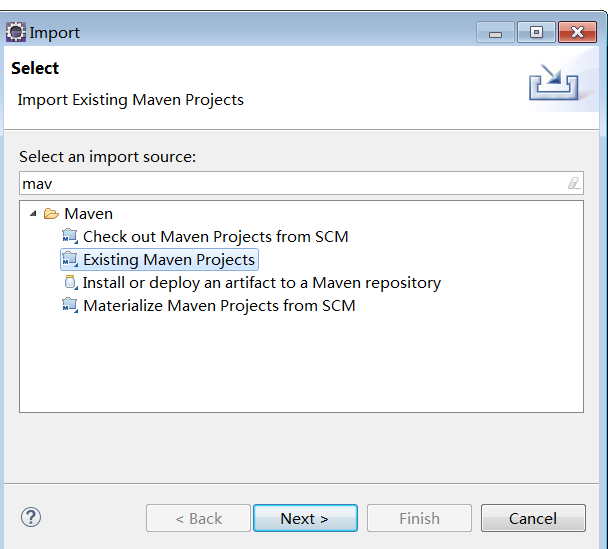 Import
Select
Import Existing Maven Projects
Select an import source:
mav
Maven
Check out Maven Projects from SCM
Existing Maven Projects
Install or deploy an artifact to a Maven repository
Materialize Maven Projects from SCM
? < Back Next > Finish Cancel